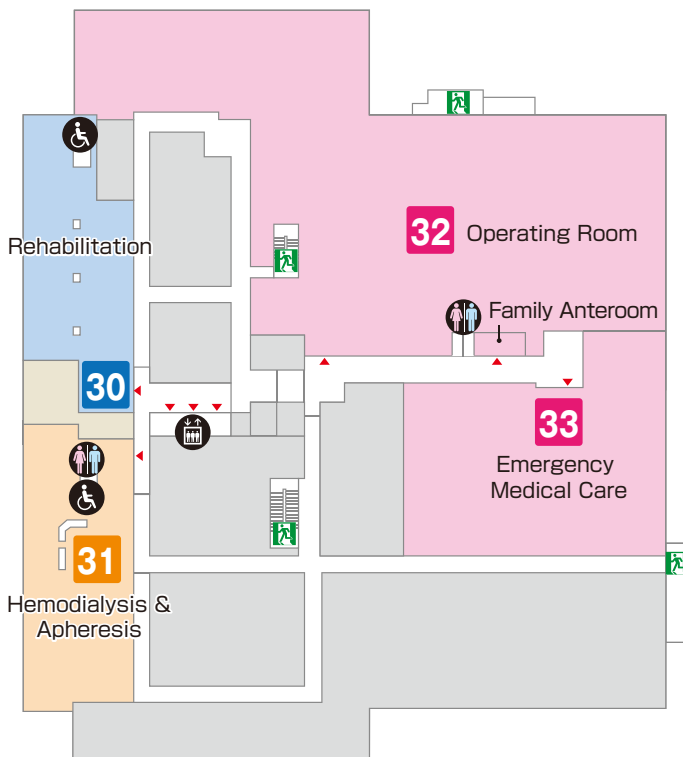 32 Operating Room
Rehabilitation
Family Anteroom
30
33
Emergency
Medical Care
31
Hemodialysis &
Apheresis